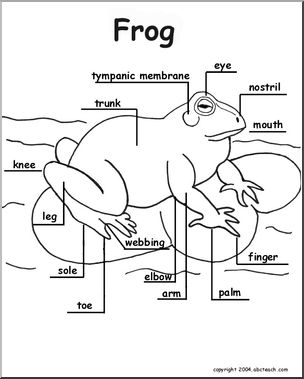 Frog
eye
tympanic membrane
nostril
trunk
mouth
knee
leg
webbing
finger
sole
elbow
arm
palm
toe
copyright 2004, abcteach.com